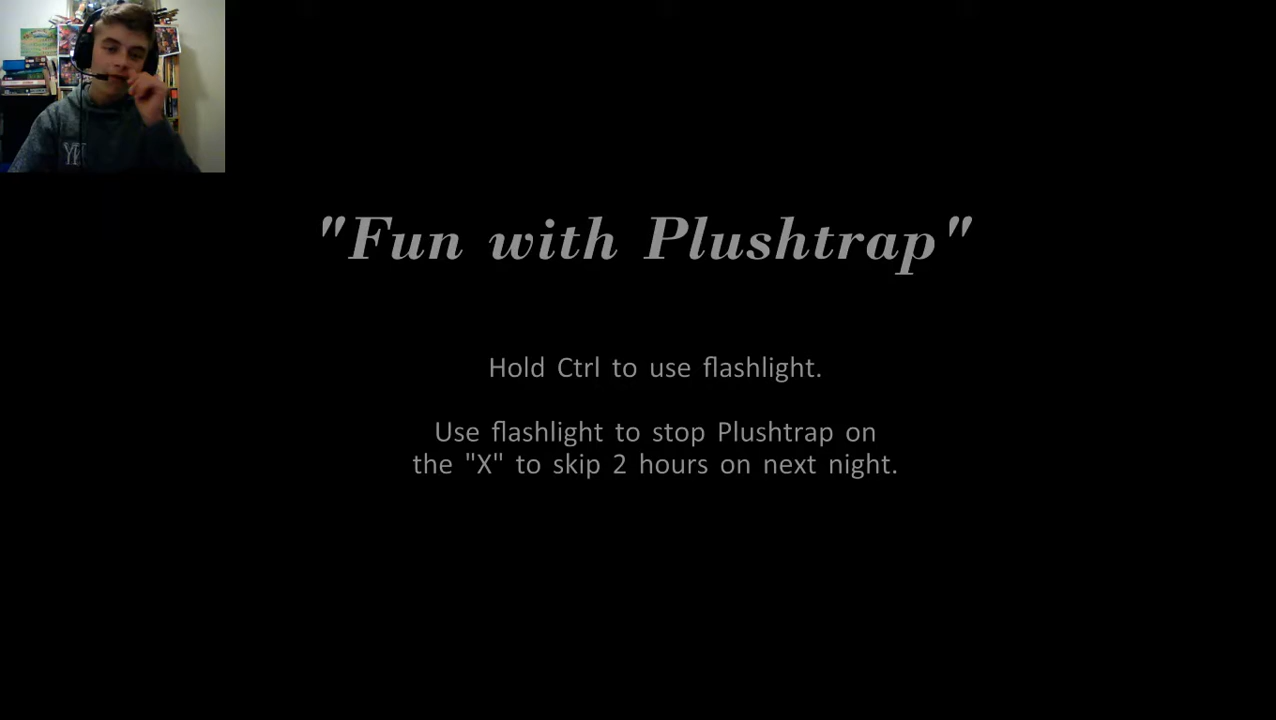 "Fun with Plushtrap"
Hold Ctrl to use flashlight.
Use flashlight to stop Plushtrap on
the "X" to skip 2 hours on next night.